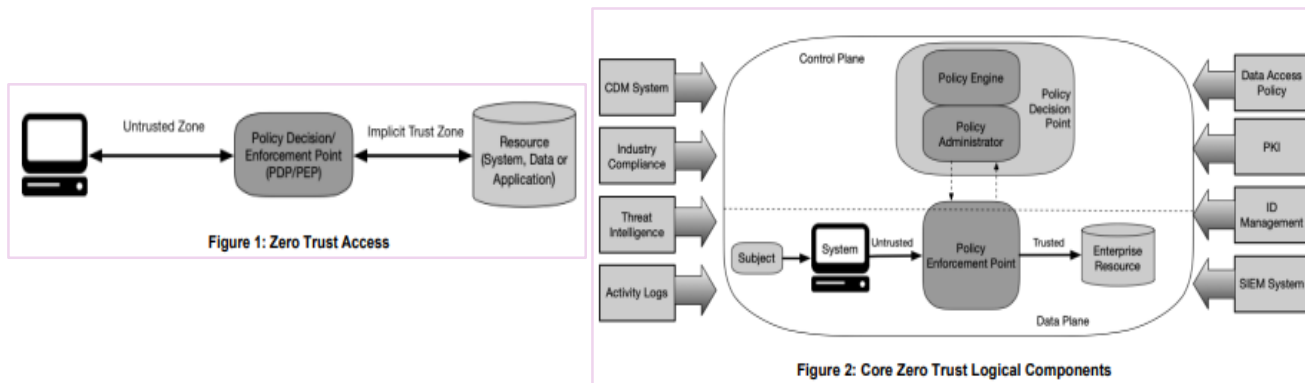 Untrusted Zone
Policy Decision/
Enforcement Point
(PDP/PEP)
Implicit Trust Zone
Resource
(System, Data or
Application)
Figure 1: Zero Trust Access
CDM System
Industry
Compliance
Threat
Intelligence
Activity Logs
Control Plane
Policy Engine
Policy
Administrator
Policy
Decision
Point
Subject
System
Untrusted
Policy
Enforcement Point
Trusted
Enterprise
Resource
Data Plane
Data Access
Policy
PKI
ID
Management
SIEM System
Figure 2: Core Zero Trust Logical Components